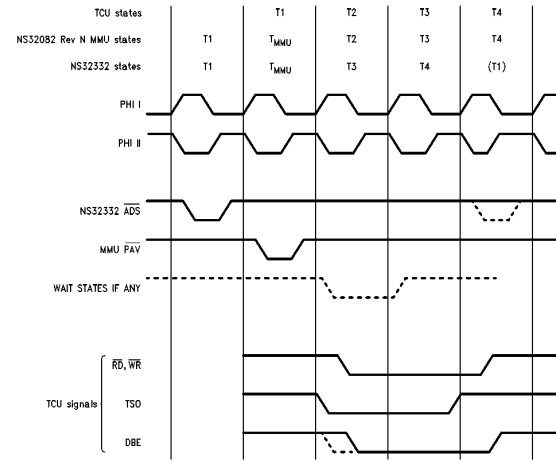 TCU states T1 T2 T3 T4
NS32082 Rev N MMU states T1 TMMU T2 T3 T4
NS32332 states T1 TMMU T3 T4 (T1)
PHI I
PHI II
NS32332 ADS
MMU PAV
WAIT STATES IF ANY
RD, WR
TCU signals TSO
DBE